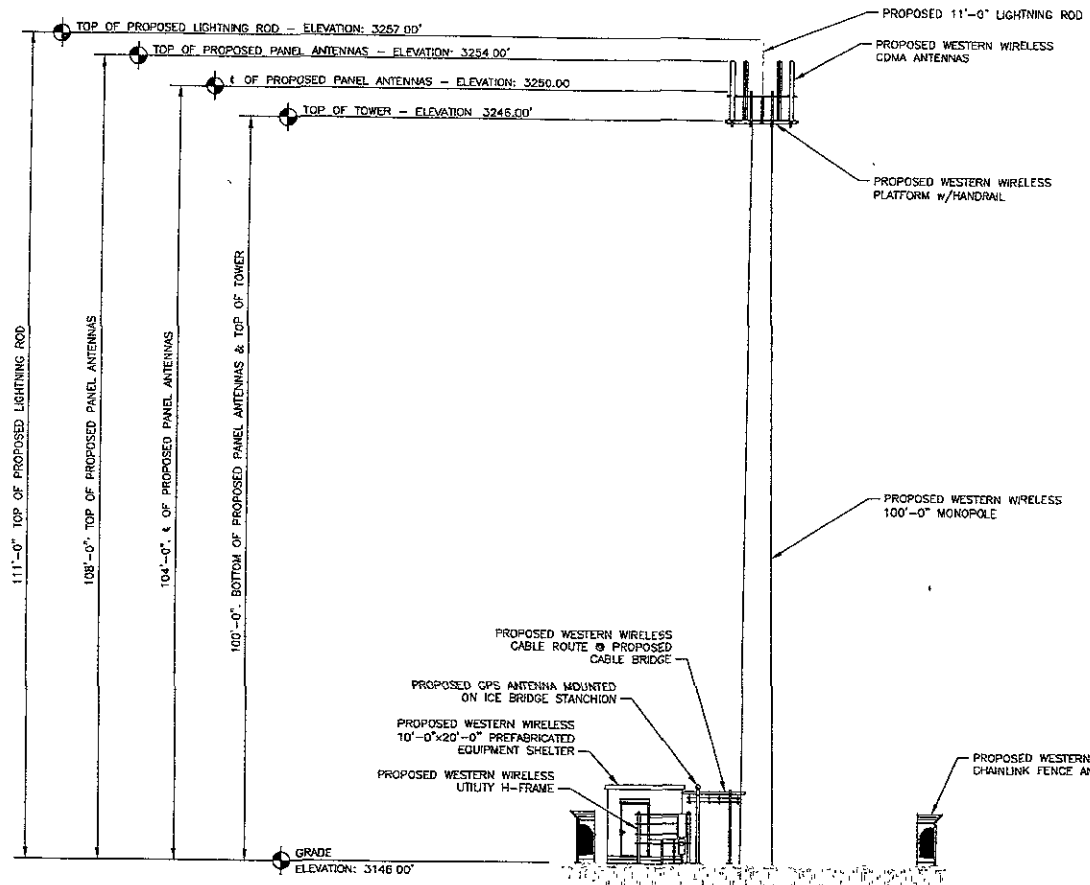 TOP OF PROPOSED LIGHTNING ROD – ELEVATION: 3257.00'
TOP OF PROPOSED PANEL ANTENNAS – ELEVATION: 3254.00'
℄ OF PROPOSED PANEL ANTENNAS – ELEVATION: 3250.00
TOP OF TOWER – ELEVATION 3246.00'
PROPOSED 11'-0" LIGHTNING ROD
PROPOSED WESTERN WIRELESS
CDMA ANTENNAS
PROPOSED WESTERN WIRELESS
PLATFORM w/HANDRAIL
111'-0" TOP OF PROPOSED LIGHTNING ROD
108'-0" TOP OF PROPOSED PANEL ANTENNAS
104'-0", ℄ OF PROPOSED PANEL ANTENNAS
100'-0", BOTTOM OF PROPOSED PANEL ANTENNAS & TOP OF TOWER
PROPOSED WESTERN WIRELESS
100'-0" MONOPOLE
PROPOSED WESTERN WIRELESS
CABLE ROUTE @ PROPOSED
CABLE BRIDGE
PROPOSED GPS ANTENNA MOUNTED
ON ICE BRIDGE STANCHION
PROPOSED WESTERN WIRELESS
10'-0"x20'-0" PREFABRICATED
EQUIPMENT SHELTER
PROPOSED WESTERN WIRELESS
UTILITY H-FRAME
PROPOSED WESTERN
CHAINLINK FENCE AN
GRADE
ELEVATION: 3146.00'